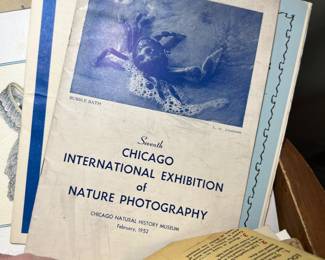 BUBBLE BATH
Seventh
CHICAGO
INTERNATIONAL EXHIBITION
of
NATURE PHOTOGRAPHY
CHICAGO NATURAL HISTORY MUSEUM
February, 1952